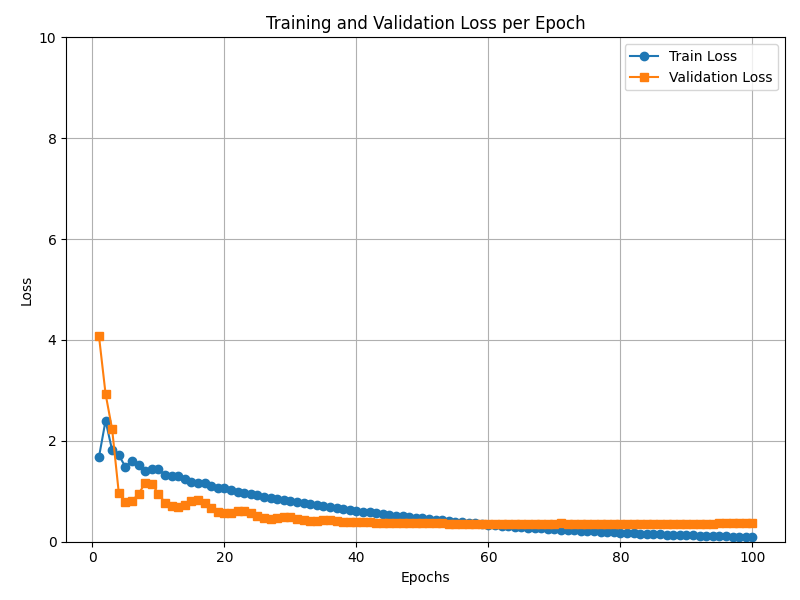 Training and Validation Loss per Epoch
10
8
6
4
2
0
Loss
Train Loss
Validation Loss
0 20 40 60 80 100
Epochs